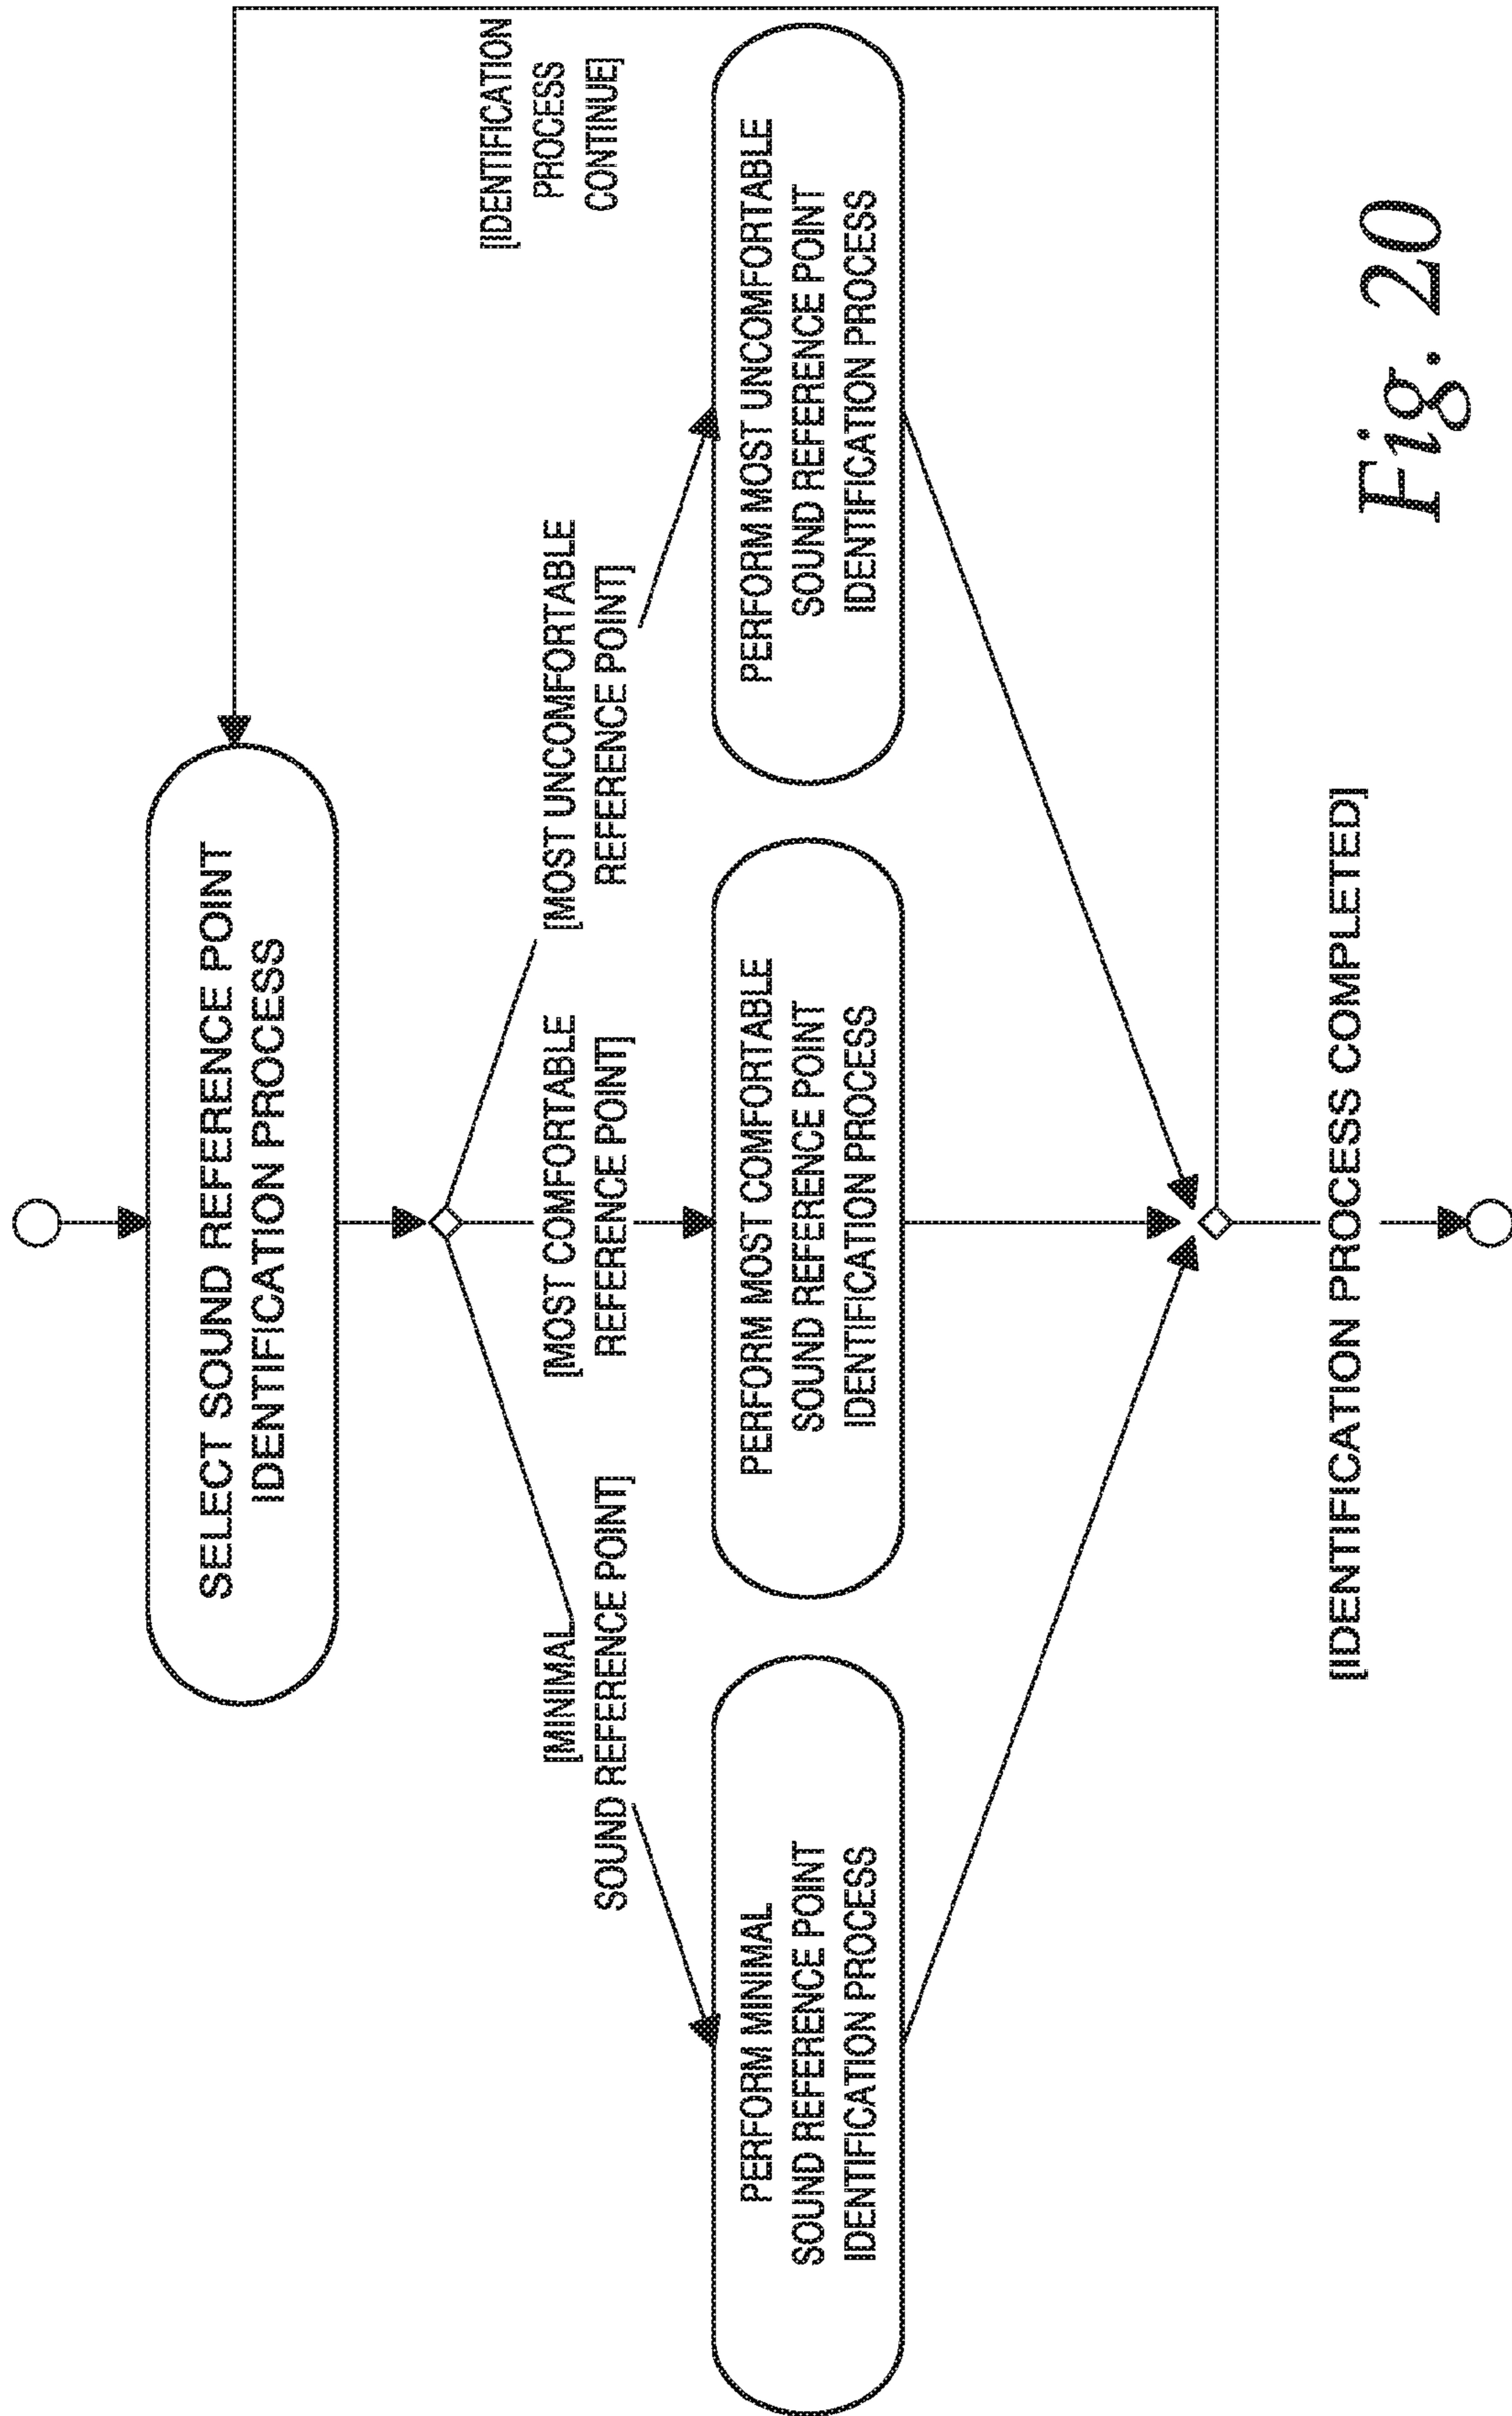 SELECT SOUND REFERENCE POINT
IDENTIFICATION PROCESS
[IDENTIFICATION
PROCESS
CONTINUE]
[MINIMAL
SOUND REFERENCE POINT]
[MOST COMFORTABLE
REFERENCE POINT]
[MOST UNCOMFORTABLE
REFERENCE POINT]
PERFORM MINIMAL
SOUND REFERENCE POINT
IDENTIFICATION PROCESS
PERFORM MOST COMFORTABLE
SOUND REFERENCE POINT
IDENTIFICATION PROCESS
PERFORM MOST UNCOMFORTABLE
SOUND REFERENCE POINT
IDENTIFICATION PROCESS
[IDENTIFICATION PROCESS COMPLETED]
Fig. 20